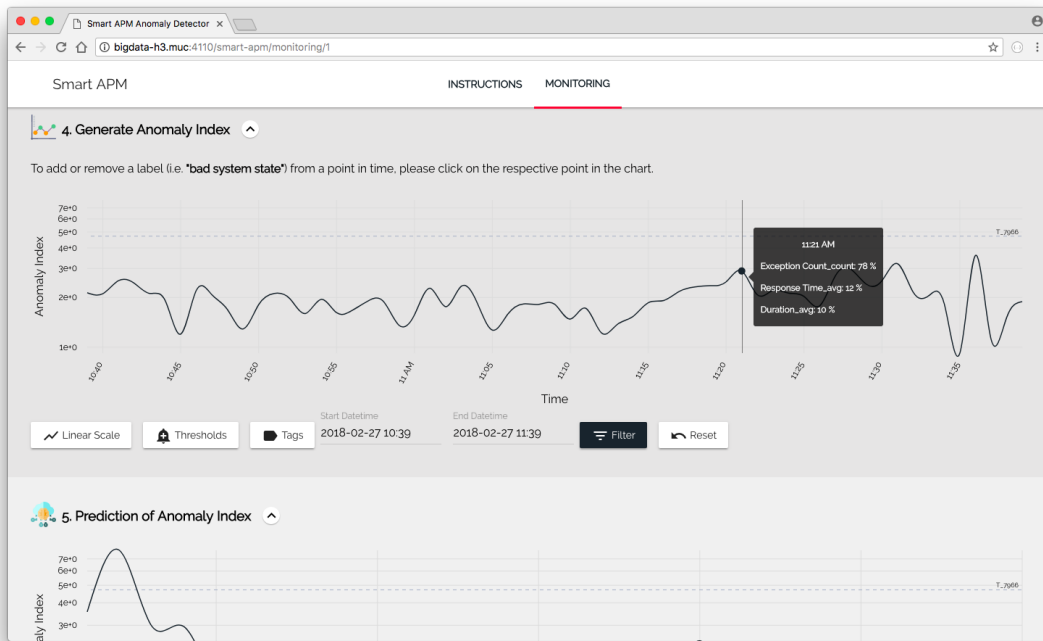 Smart APM Anomaly Detector
bigdata-h3.muc:4110/smart-apm/monitoring/1
Smart APM
INSTRUCTIONS
MONITORING
4. Generate Anomaly Index
To add or remove a label (i.e. "bad system state") from a point in time, please click on the respective point in the chart.
Anomaly Index
7e+0
6e+0
5e+0
4e+0
3e+0
2e+0
1e+0
T_7966
11:21 AM
Exception Count_count: 78 %
Response Time_avg: 12 %
Duration_avg: 10 %
10:40
10:45
10:50
10:55
11 AM
11:05
11:10
11:15
11:20
11:25
11:30
11:35
Time
Linear Scale
Thresholds
Tags
Start Datetime
2018-02-27 10:39
End Datetime
2018-02-27 11:39
Filter
Reset
5. Prediction of Anomaly Index
7e+0
6e+0
5e+0
4e+0
3e+0
T_7966
aly Index